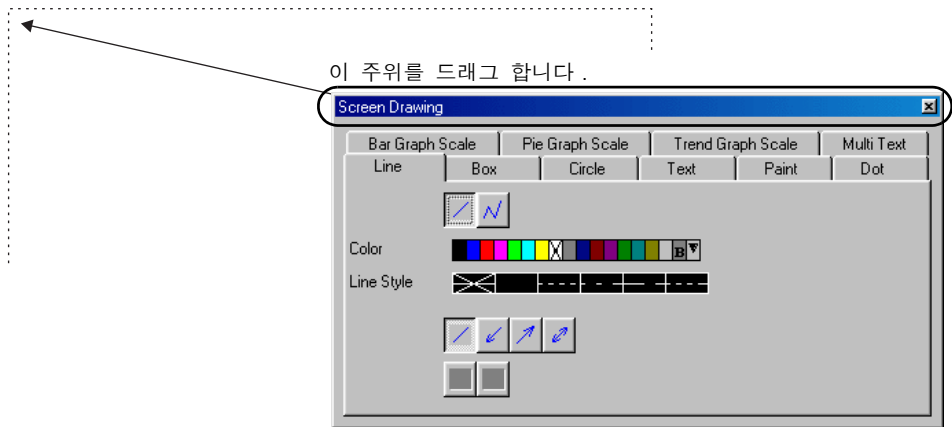 이 주위를 드래그 합니다 .
Screen Drawing
Bar Graph Scale Pie Graph Scale Trend Graph Scale Multi Text
Line Box Circle Text Paint Dot
Color B
Line Style